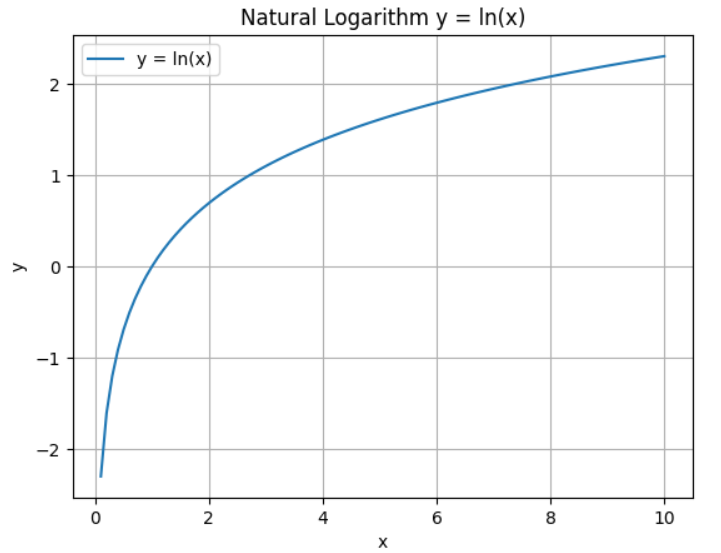 Natural Logarithm y = ln(x)
y = ln(x)
2
1
0
−1
−2
y
0 2 4 6 8 10
x